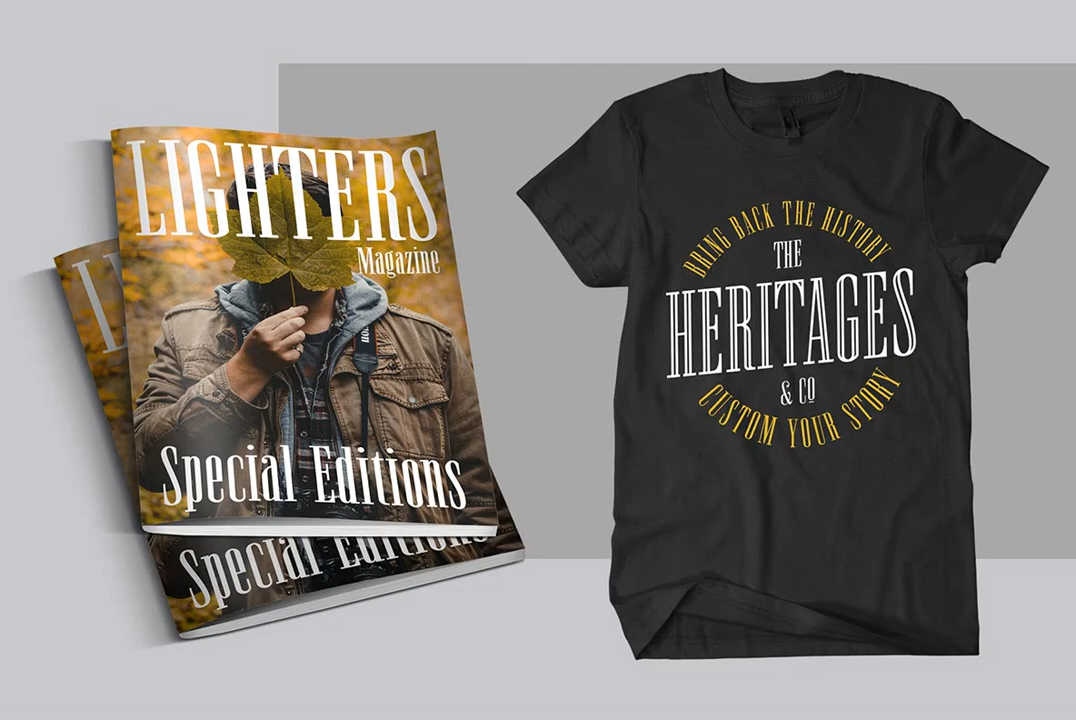 LIGHTERS
Magazine
Special Editions
Special Editions
BRING BACK THE HISTORY
THE
HERITAGES
& CO
CUSTOM YOUR STORY